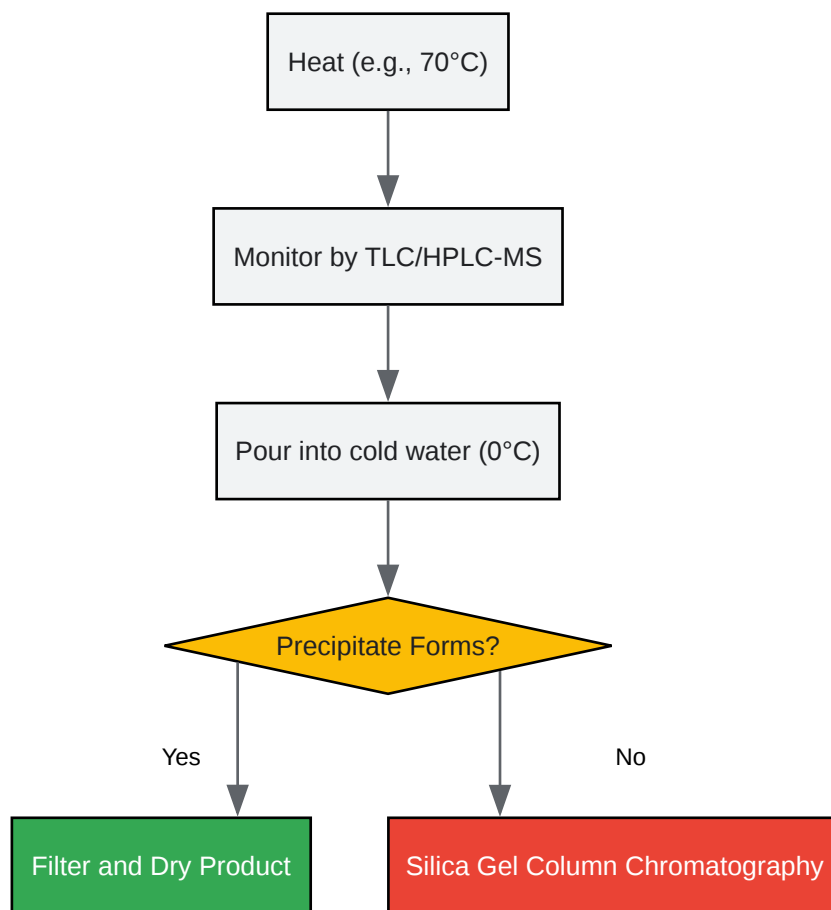 Heat (e.g., 70°C)
Monitor by TLC/HPLC-MS
Pour into cold water (0°C)
Precipitate Forms?
Yes
No
Filter and Dry Product
Silica Gel Column Chromatography